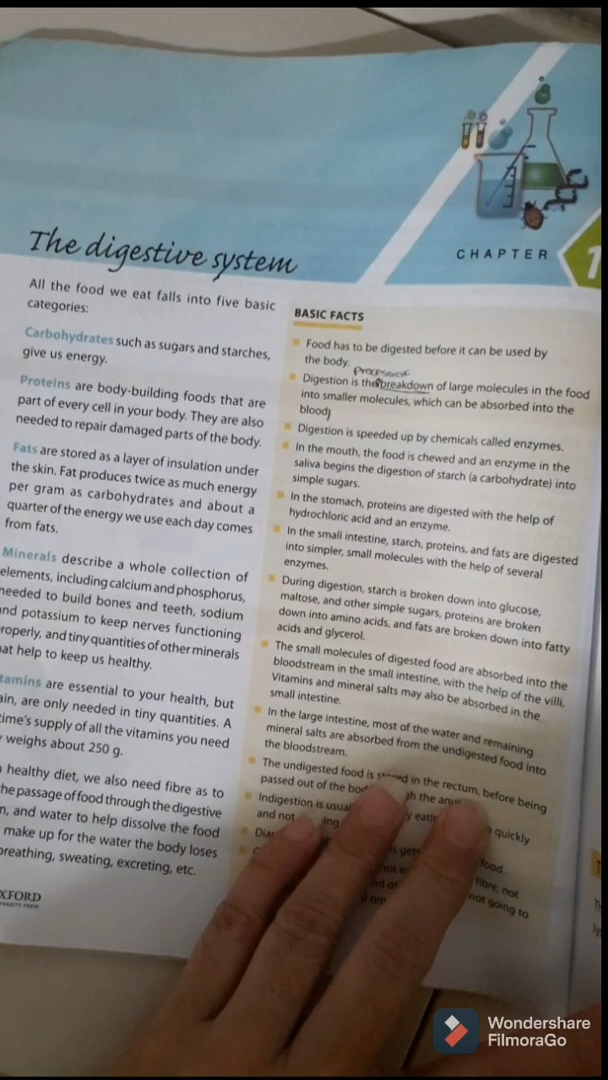 CHAPTER 1
The digestive system
All the food we eat falls into five basic
categories:
Carbohydrates such as sugars and starches,
give us energy.
Proteins are body-building foods that are
part of every cell in your body. They are also
needed to repair damaged parts of the body.
Fats are stored as a layer of insulation under
the skin. Fat produces twice as much energy
per gram as carbohydrates and about a
quarter of the energy we use each day comes
from fats.
Minerals describe a whole collection of
elements, including calcium and phosphorus,
needed to build bones and teeth, sodium
and potassium to keep nerves functioning
properly, and tiny quantities of other minerals
that help to keep us healthy.
are essential to your health, but
are only needed in tiny quantities. A
time's supply of all the vitamins you need
weighs about 250 g.
healthy diet, we also need fibre as to
the passage of food through the digestive
and water to help dissolve the food
make up for the water the body loses
breathing, sweating, excreting, etc.
BASIC FACTS
Food has to be digested before it can be used by
the body.
process of
Digestion is the breakdown of large molecules in the food
into smaller molecules, which can be absorbed into the
blood
Digestion is speeded up by chemicals called enzymes.
In the mouth, the food is chewed and an enzyme in the
saliva begins the digestion of starch (a carbohydrate) into
simple sugars.
In the stomach, proteins are digested with the help of
hydrochloric acid and an enzyme.
In the small intestine, starch, proteins, and fats are digested
into simpler, small molecules with the help of several
enzymes.
During digestion, starch is broken down into glucose,
maltose, and other simple sugars, proteins are broken
down into amino acids, and fats are broken down into fatty
acids and glycerol.
The small molecules of digested food are absorbed into the
bloodstream in the small intestine, with the help of the villi.
Vitamins and mineral salts may also be absorbed in the
small intestine.
In the large intestine, most of the water and remaining
mineral salts are absorbed from the undigested food into
the bloodstream.
The undigested food is stored in the rectum, before being
passed out of the body through the anus
Indigestion is quickly
and not
food.
fibre, not
not going to
Wondershare
FilmoraGo